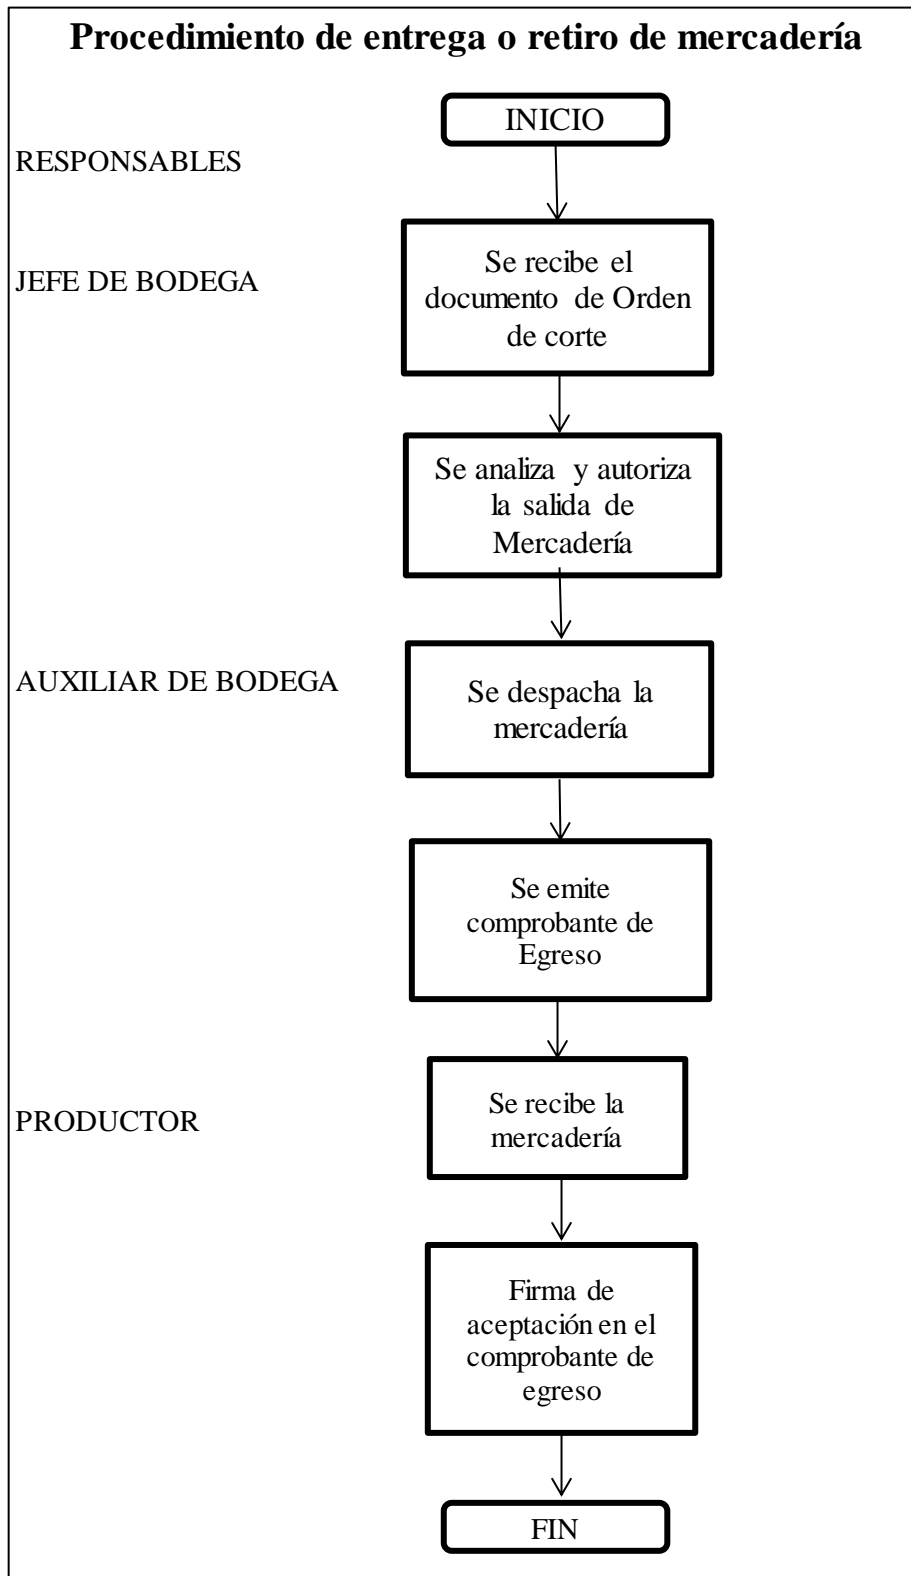 Procedimiento de entrega o retiro de mercadería
INICIO
RESPONSABLES
JEFE DE BODEGA
Se recibe el
documento de Orden
de corte
Se analiza y autoriza
la salida de
Mercadería
AUXILIAR DE BODEGA
Se despacha la
mercadería
Se emite
comprobante de
Egreso
PRODUCTOR
Se recibe la
mercadería
Firma de
aceptación en el
comprobante de
egreso
FIN